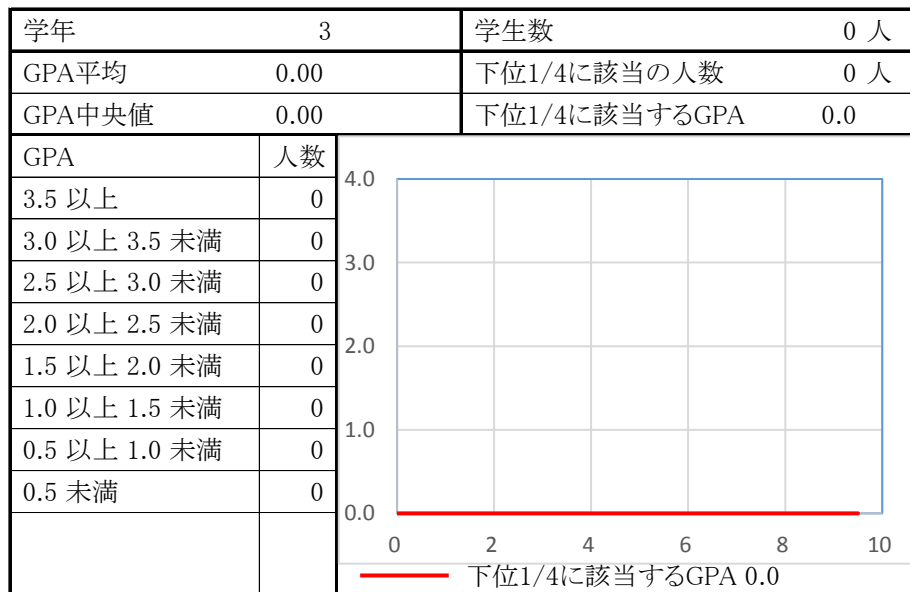 学年 3 学生数 0 人
GPA平均 0.00 下位1/4に該当の人数 0 人
GPA中央値 0.00 下位1/4に該当するGPA 0.0
GPA 人数
3.5 以上 0
3.0 以上 3.5 未満 0
2.5 以上 3.0 未満 0
2.0 以上 2.5 未満 0
1.5 以上 2.0 未満 0
1.0 以上 1.5 未満 0
0.5 以上 1.0 未満 0
0.5 未満 0
4.0
3.0
2.0
1.0
0.0
0 2 4 6 8 10
下位1/4に該当するGPA 0.0